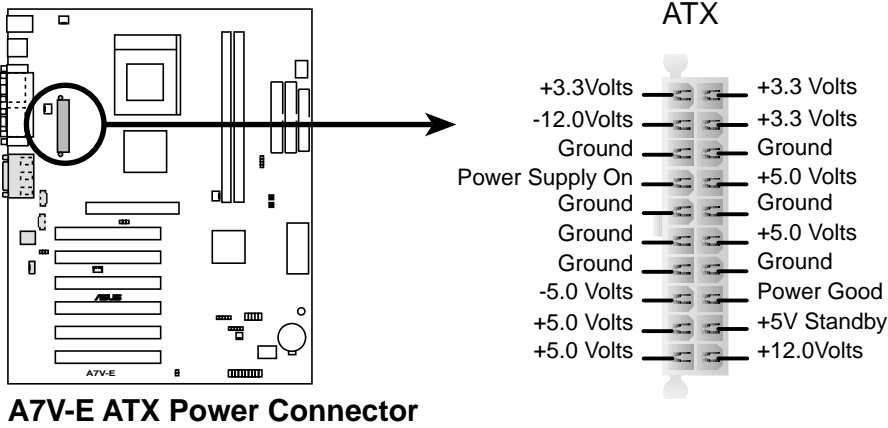 ATX
+3.3Volts +3.3 Volts
-12.0Volts +3.3 Volts
Ground Ground
Power Supply On +5.0 Volts
Ground Ground
Ground +5.0 Volts
Ground Ground
-5.0 Volts Power Good
+5.0 Volts +5V Standby
+5.0 Volts +12.0Volts
ASUS
A7V-E
A7V-E ATX Power Connector